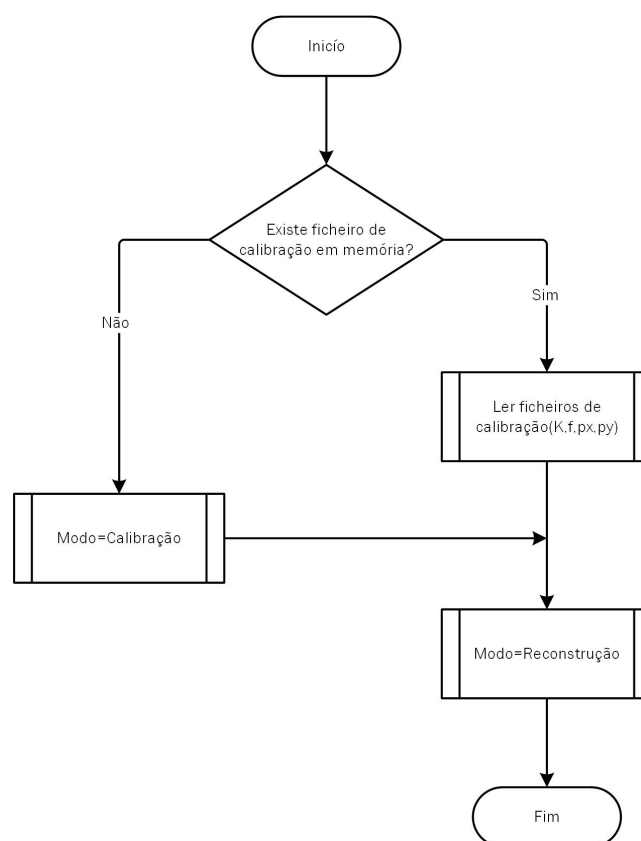 Inicío
Existe ficheiro de
calibração em memória?
Não
Sim
Ler ficheiros de
calibração(K,f,px,py)
Modo=Calibração
Modo=Reconstrução
Fim